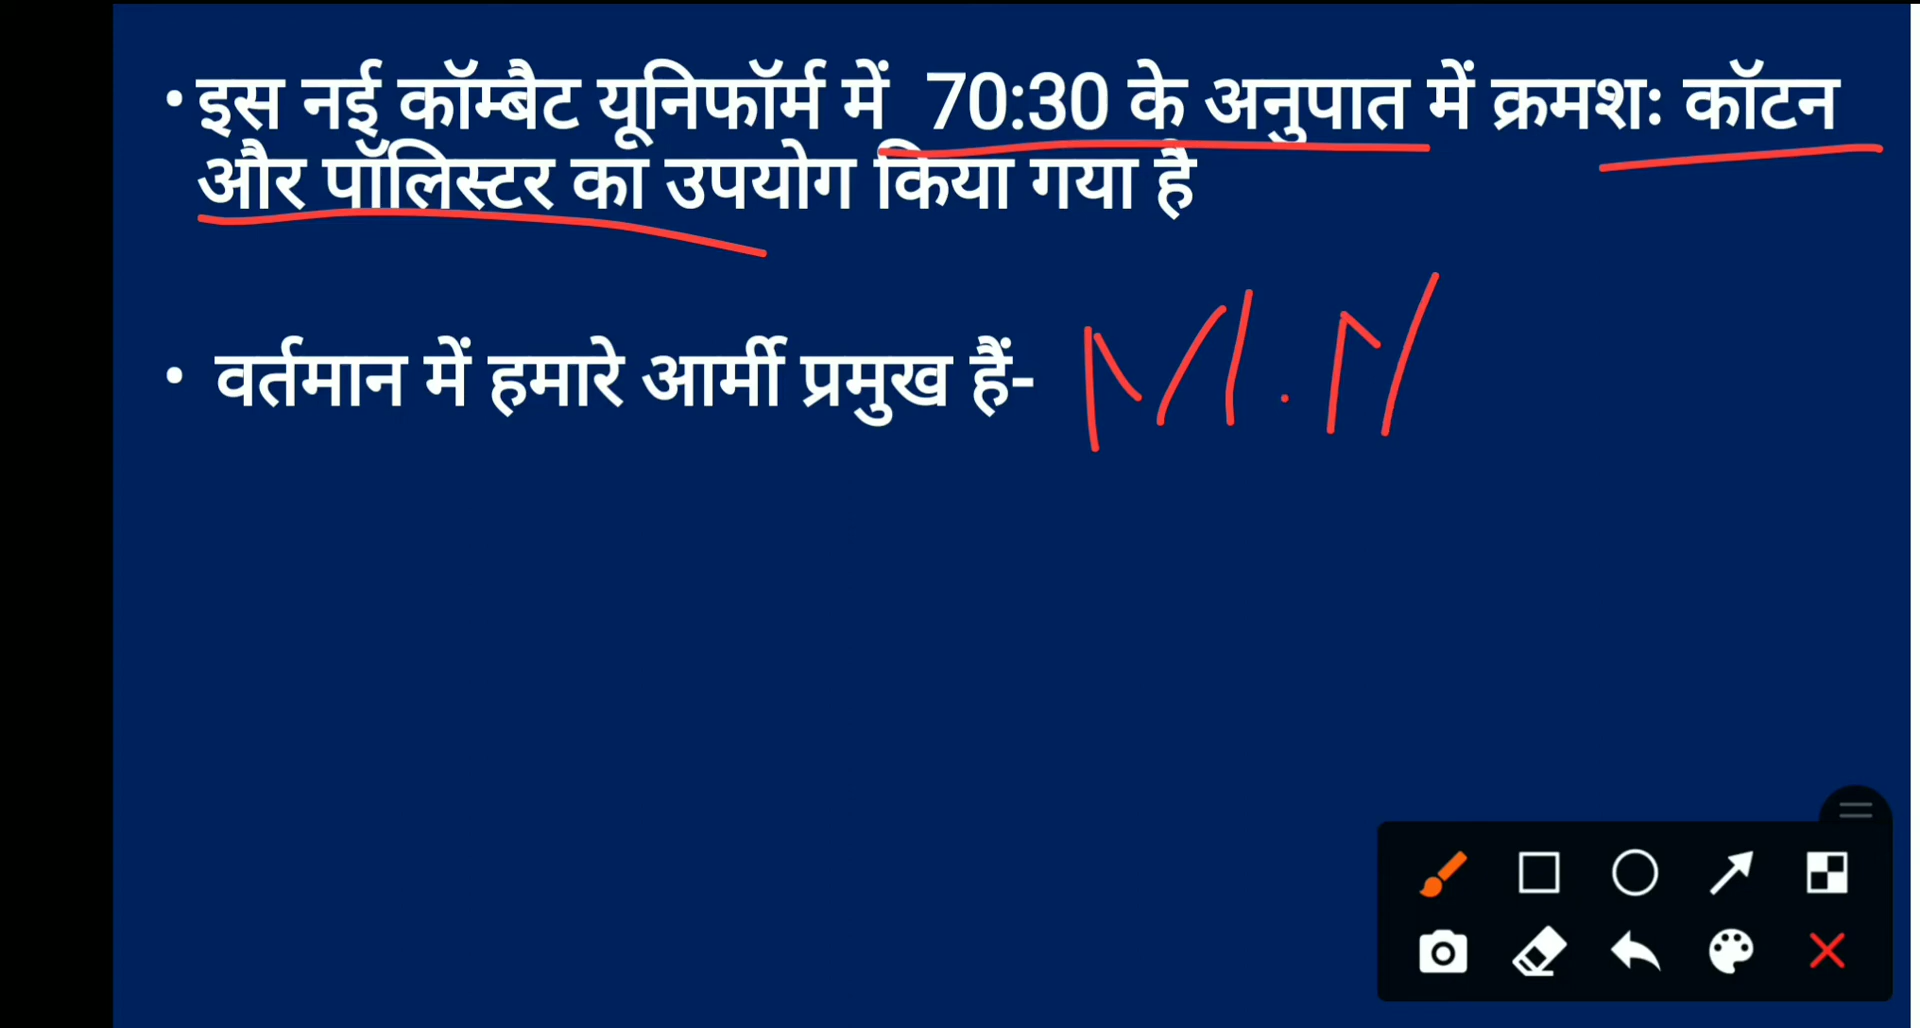 • इस नई कॉम्बैट यूनिफॉर्म में 70:30 के अनुपात में क्रमशः कॉटन
और पॉलिस्टर का उपयोग किया गया है
• वर्तमान में हमारे आर्मी प्रमुख हैं- M.N